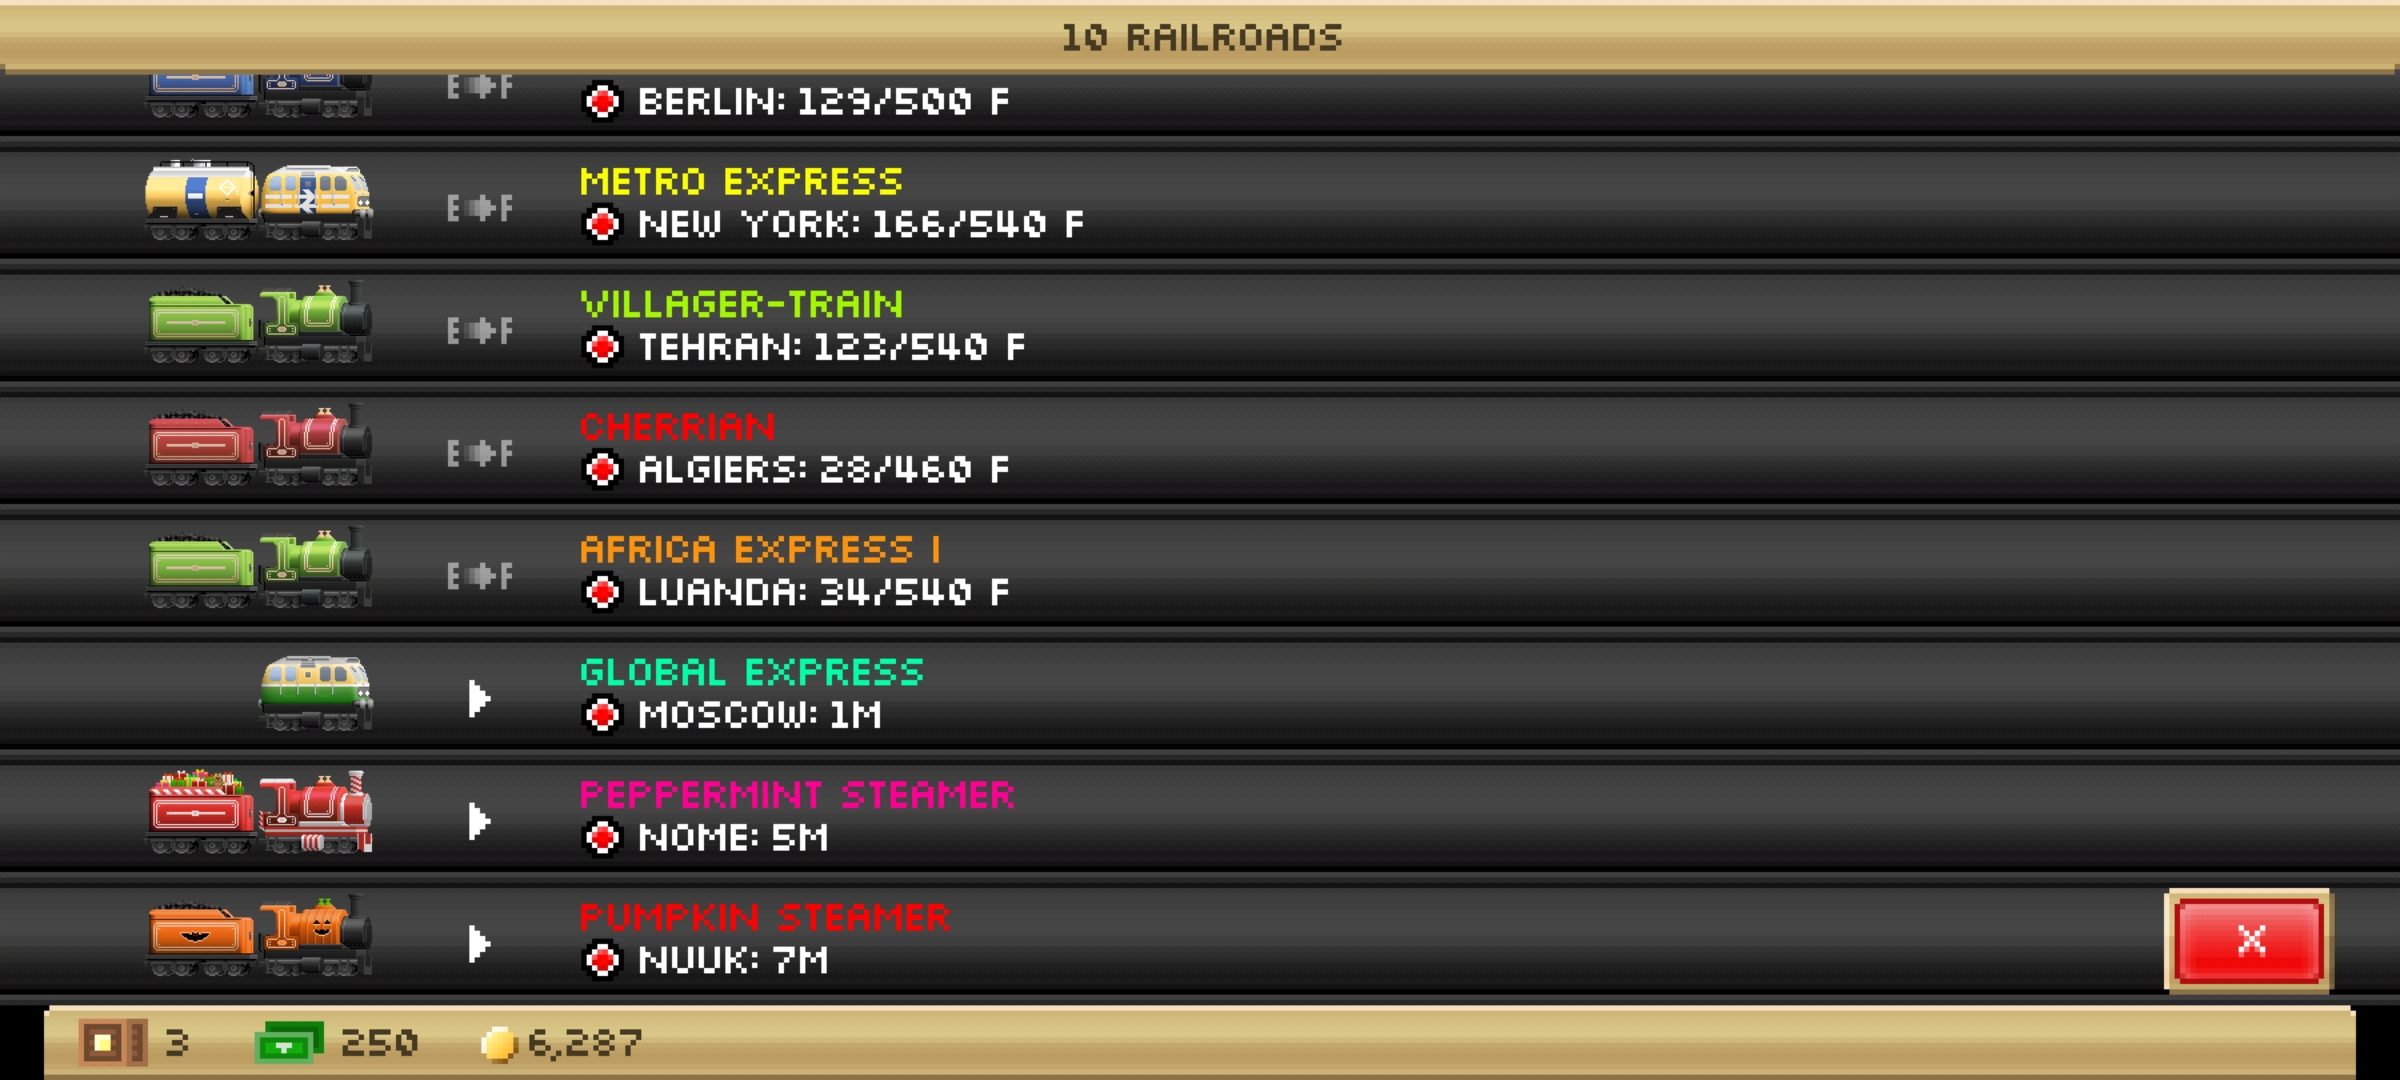 10 RAILROADS
E F
BERLIN: 129/500 F
METRO EXPRESS
E F
NEW YORK: 166/540 F
VILLAGER-TRAIN
E F
TEHRAN: 123/540 F
CHERRIAN
E F
ALGIERS: 28/460 F
AFRICA EXPRESS I
E F
LUANDA: 34/540 F
GLOBAL EXPRESS
MOSCOW: 1M
PEPPERMINT STEAMER
NOME: 5M
PUMPKIN STEAMER
NUUK: 7M
X
3 250 6,287